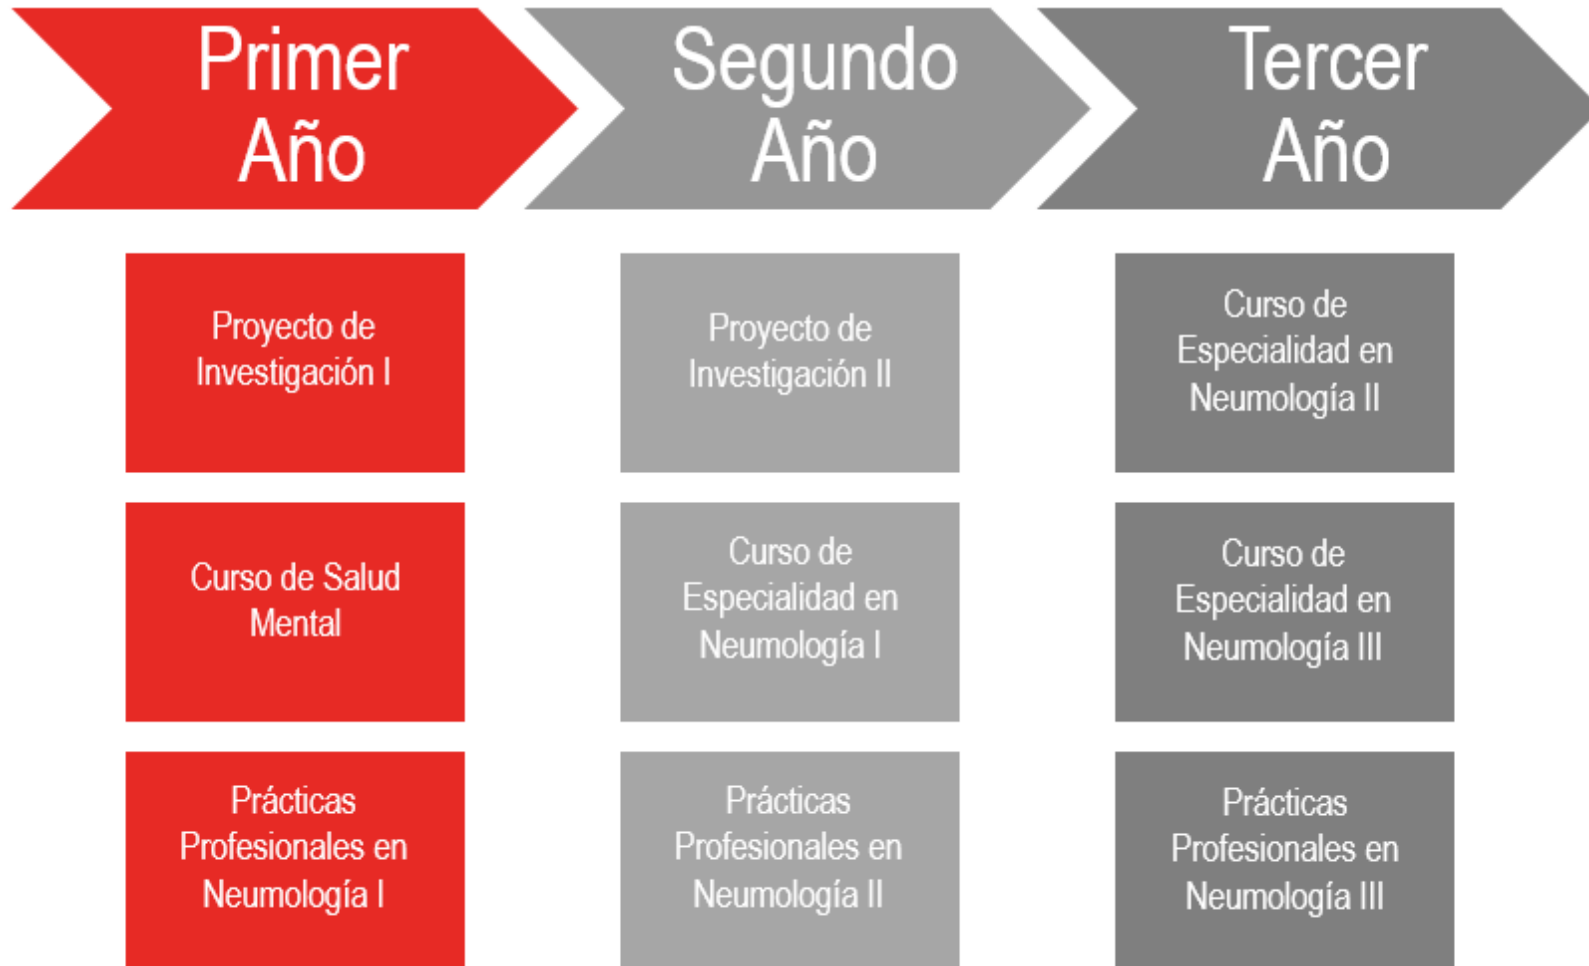 Primer
Año
Segundo
Año
Tercer
Año
Proyecto de
Investigación I
Proyecto de
Investigación II
Curso de
Especialidad en
Neumología II
Curso de Salud
Mental
Curso de
Especialidad en
Neumología I
Curso de
Especialidad en
Neumología III
Prácticas
Profesionales en
Neumología I
Prácticas
Profesionales en
Neumología II
Prácticas
Profesionales en
Neumología III